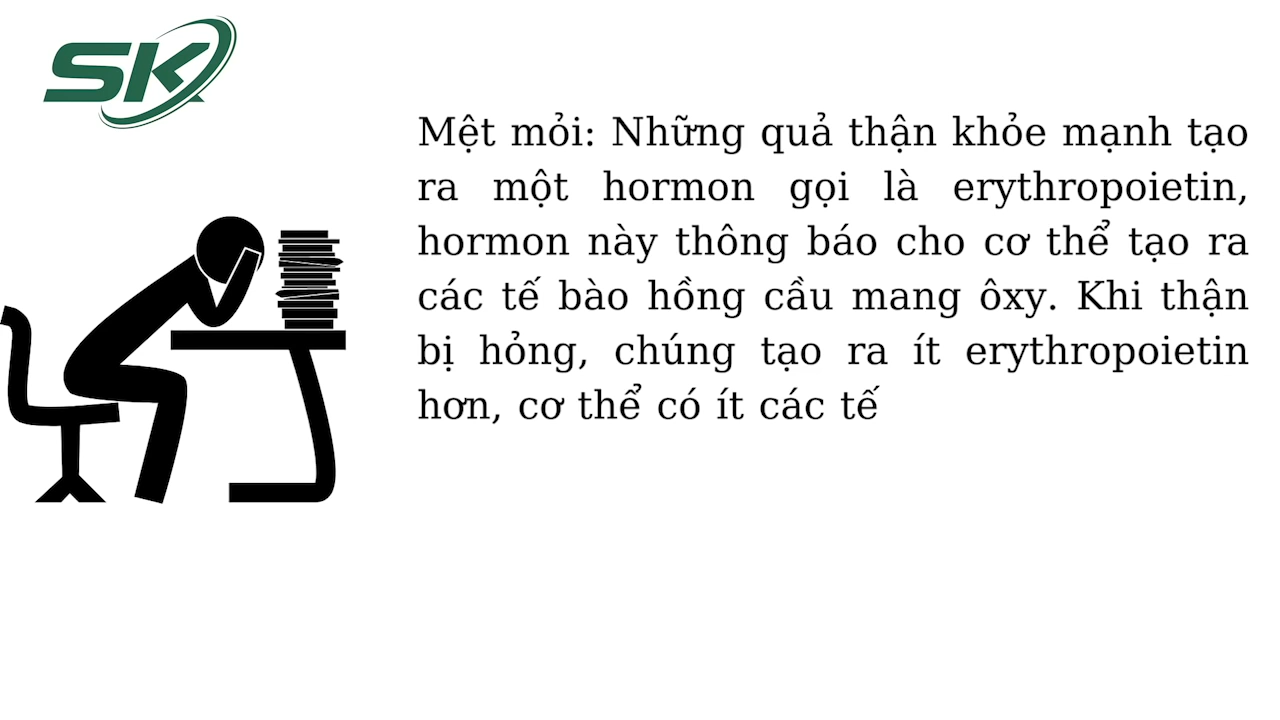 SK
Mệt mỏi: Những quả thận khỏe mạnh tạo
ra một hormon gọi là erythropoietin,
hormon này thông báo cho cơ thể tạo ra
các tế bào hồng cầu mang ôxy. Khi thận
bị hỏng, chúng tạo ra ít erythropoietin
hơn, cơ thể có ít các tế